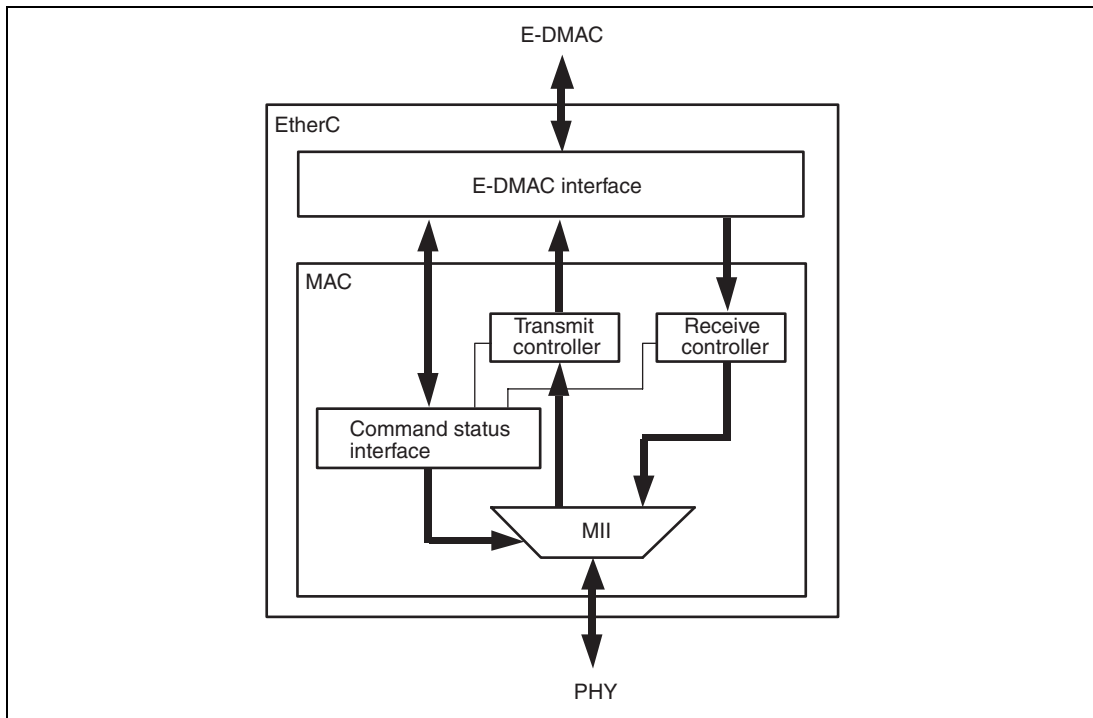 E-DMAC
EtherC
E-DMAC interface
MAC
Transmit
controller
Receive
controller
Command status
interface
MII
PHY